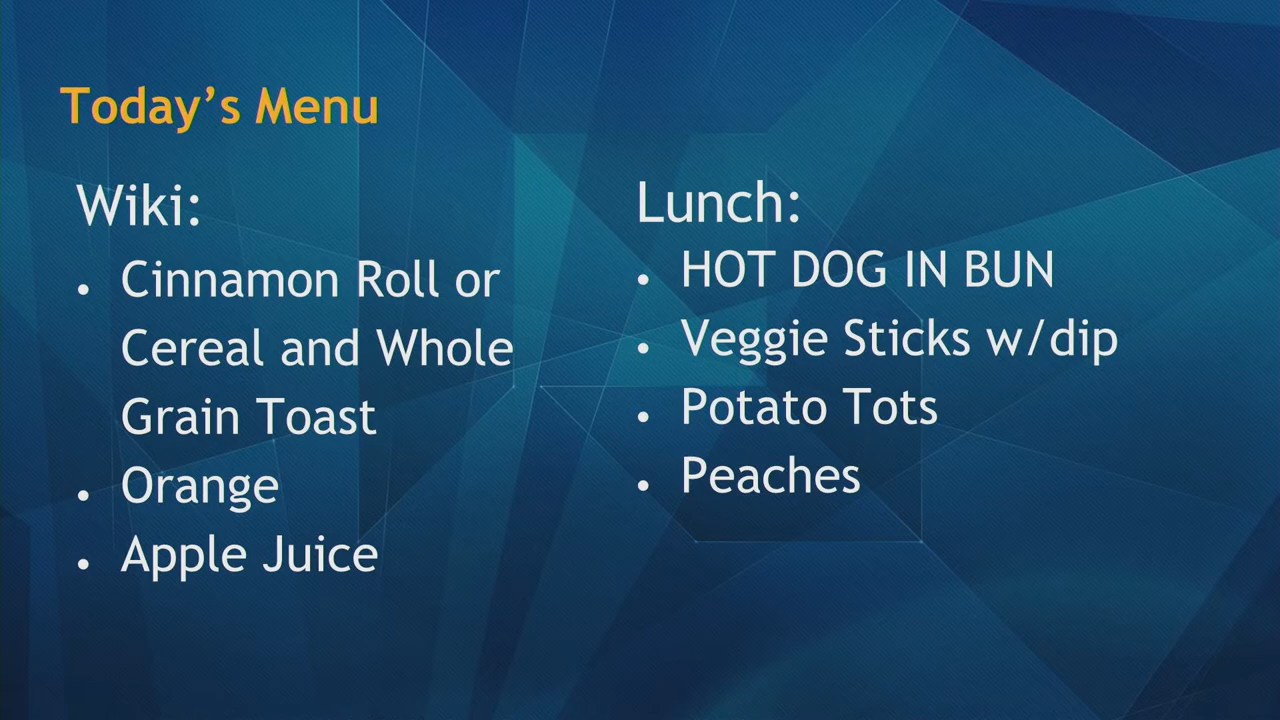 Today’s Menu
Wiki:
• Cinnamon Roll or
Cereal and Whole
Grain Toast
• Orange
• Apple Juice
Lunch:
• HOT DOG IN BUN
• Veggie Sticks w/dip
• Potato Tots
• Peaches